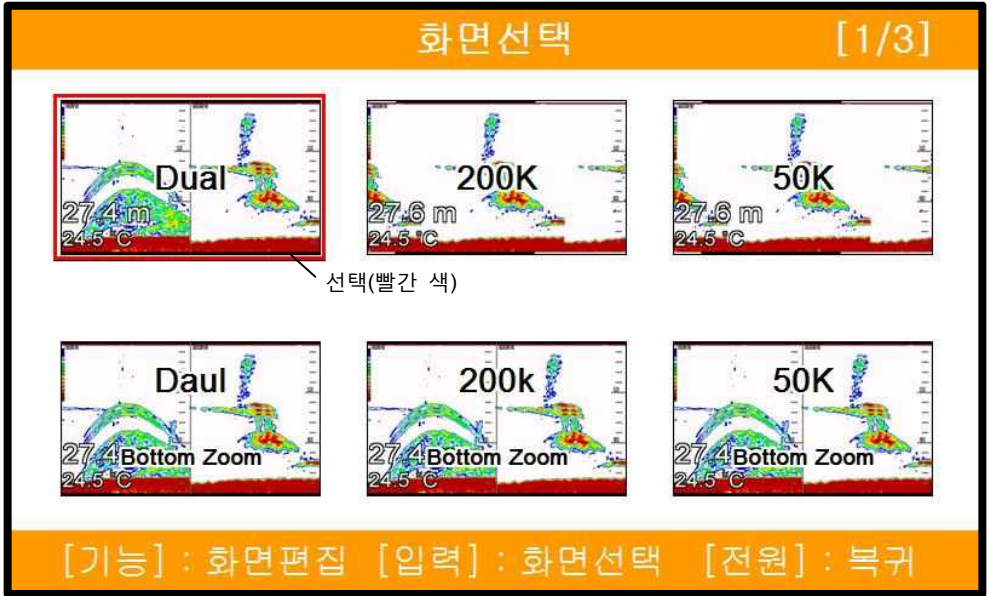 화면선택 [1/3]
Dual 200K 50K
27.4 m 27.6 m 27.6 m
24.5 °C 24.5 °C 24.5 °C
선택(빨간 색)
Daul 200k 50K
27.4 Bottom Zoom 27.4 Bottom Zoom 27.4 Bottom Zoom
24.5 °C 24.5 °C 24.5 °C
[기능] : 화면편집 [입력] : 화면선택 [전원] : 복귀